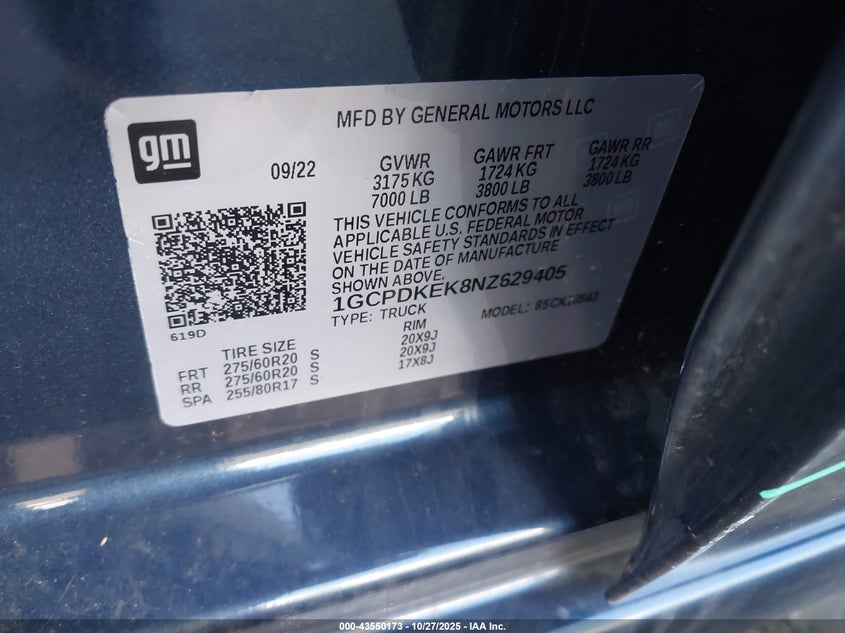 MFD BY GENERAL MOTORS LLC
gm
09/22
GVWR
3175 KG
7000 LB
GAWR FRT
1724 KG
3800 LB
GAWR RR
1724 KG
3800 LB
THIS VEHICLE CONFORMS TO ALL
APPLICABLE U.S. FEDERAL MOTOR
VEHICLE SAFETY STANDARDS IN EFFECT
ON THE DATE OF MANUFACTURE
SHOWN ABOVE.
1GCPDKEK8NZ629405
TYPE: TRUCK
MODEL:
619D
TIRE SIZE RIM
FRT 275/60R20 S 20X9J
RR 275/60R20 S 20X9J
SPA 255/80R17 S 17X8J
000-43550173 - 10/27/2025 - IAA Inc.